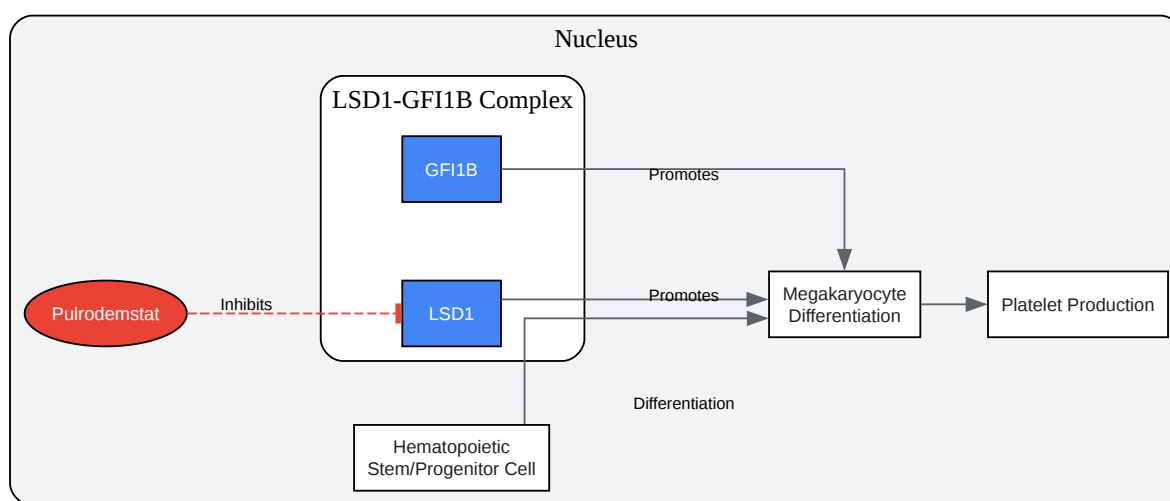 Nucleus
LSD1-GFI1B Complex
GFI1B
Promotes
Pulrodemstat
Inhibits
LSD1
Promotes
Megakaryocyte
Differentiation
Platelet Production
Differentiation
Hematopoietic
Stem/Progenitor Cell